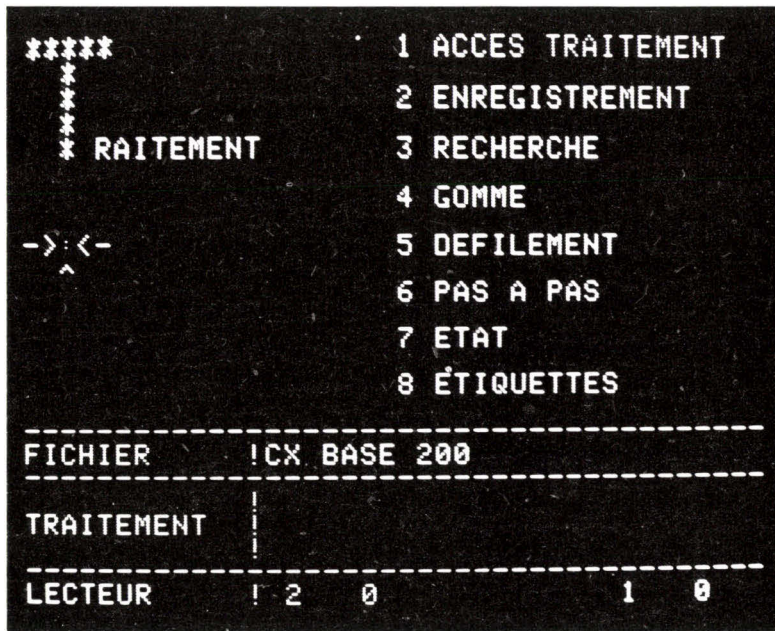 *****
*
*
*
* RAITEMENT
->:<-
^
1 ACCES TRAITEMENT
2 ENREGISTREMENT
3 RECHERCHE
4 GOMME
5 DEFILEMENT
6 PAS A PAS
7 ETAT
8 ETIQUETTES
FICHIER !CX BASE 200
TRAITEMENT !
LECTEUR ! 2 0 1 0